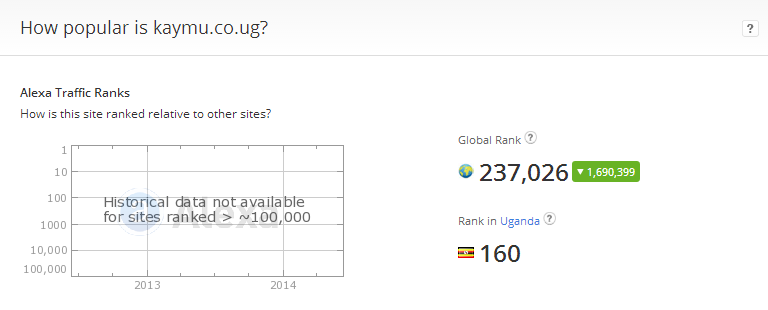 How popular is kaymu.co.ug?
?
Alexa Traffic Ranks
How is this site ranked relative to other sites?
1
10
100
1000
10,000
100,000
Historical data not available
for sites ranked > ~100,000
Alexa
2013
2014
Global Rank ?
237,026 ▼ 1,690,399
Rank in Uganda ?
160